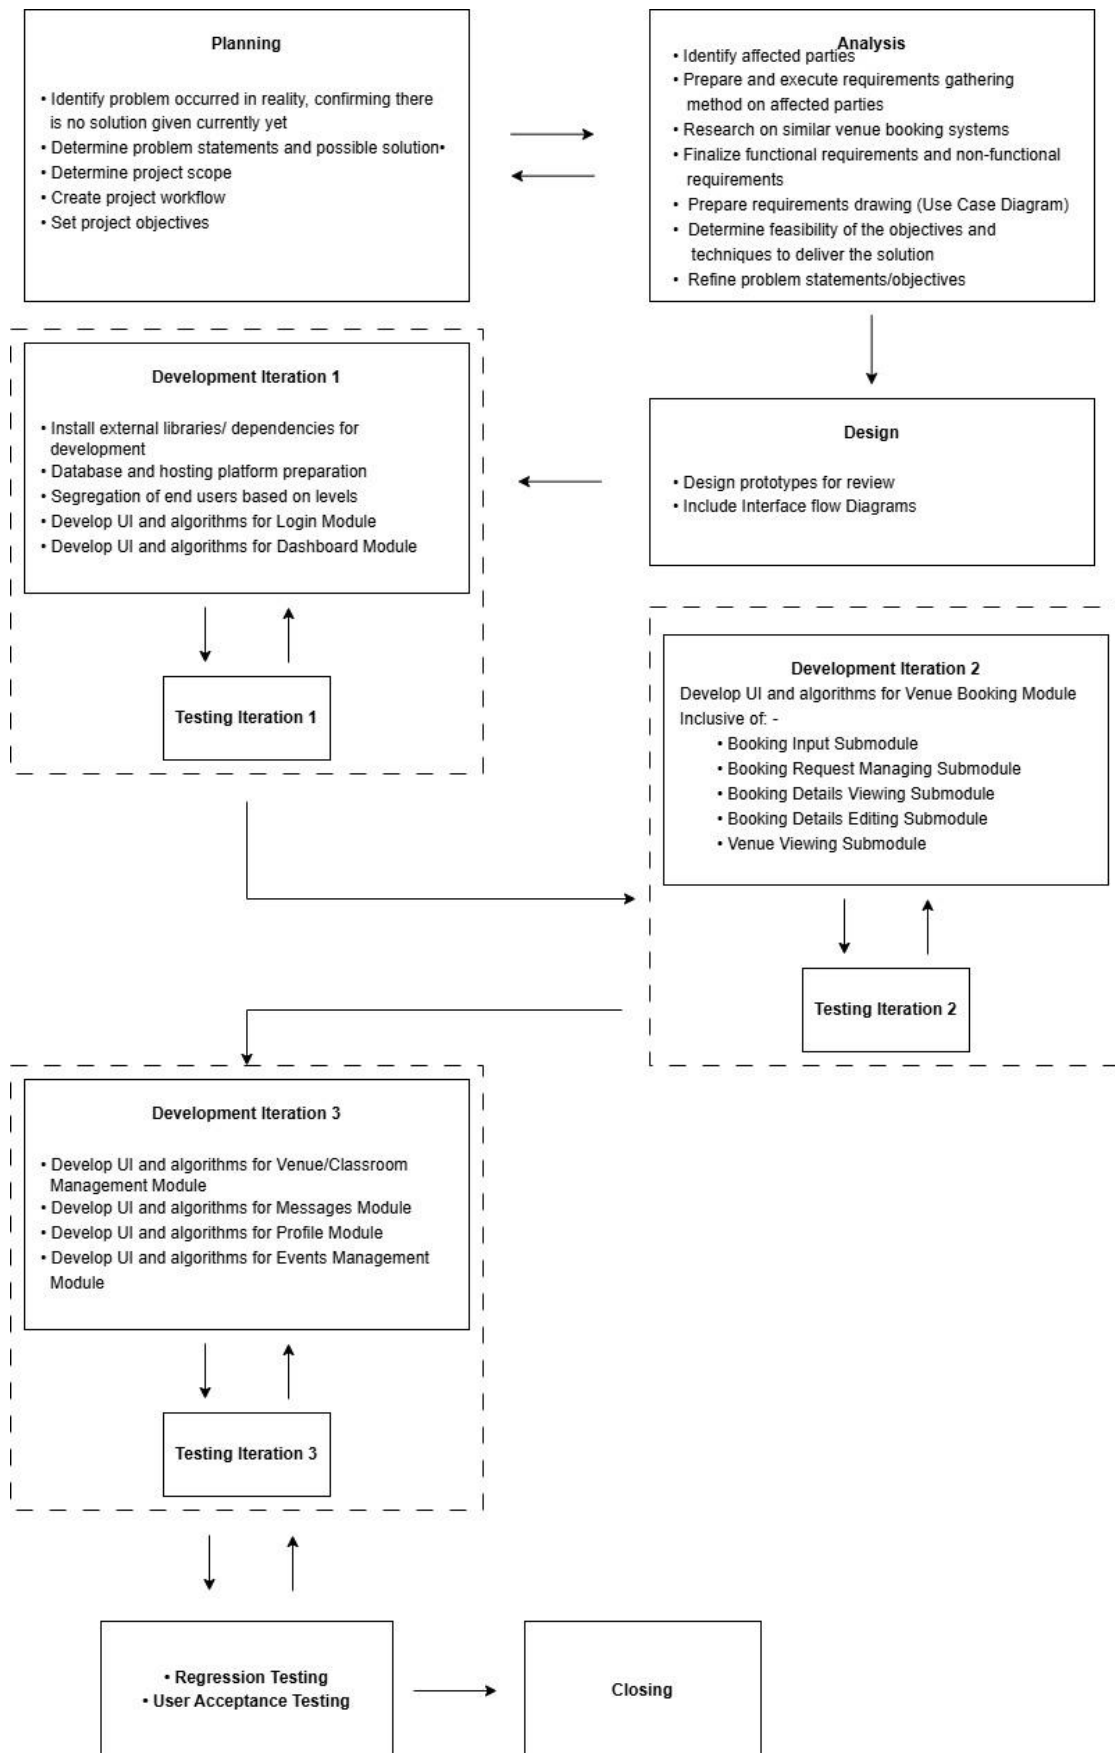 Planning
• Identify problem occurred in reality, confirming there
is no solution given currently yet
• Determine problem statements and possible solution•
• Determine project scope
• Create project workflow
• Set project objectives
Analysis
• Identify affected parties
• Prepare and execute requirements gathering
method on affected parties
• Research on similar venue booking systems
• Finalize functional requirements and non-functional
requirements
• Prepare requirements drawing (Use Case Diagram)
• Determine feasibility of the objectives and
techniques to deliver the solution
• Refine problem statements/objectives
Design
• Design prototypes for review
• Include Interface flow Diagrams
Development Iteration 1
• Install external libraries/ dependencies for
development
• Database and hosting platform preparation
• Segregation of end users based on levels
• Develop UI and algorithms for Login Module
• Develop UI and algorithms for Dashboard Module
Testing Iteration 1
Development Iteration 2
Develop UI and algorithms for Venue Booking Module
Inclusive of: -
• Booking Input Submodule
• Booking Request Managing Submodule
• Booking Details Viewing Submodule
• Booking Details Editing Submodule
• Venue Viewing Submodule
Testing Iteration 2
Development Iteration 3
• Develop UI and algorithms for Venue/Classroom
Management Module
• Develop UI and algorithms for Messages Module
• Develop UI and algorithms for Profile Module
• Develop UI and algorithms for Events Management
Module
Testing Iteration 3
• Regression Testing
• User Acceptance Testing
Closing